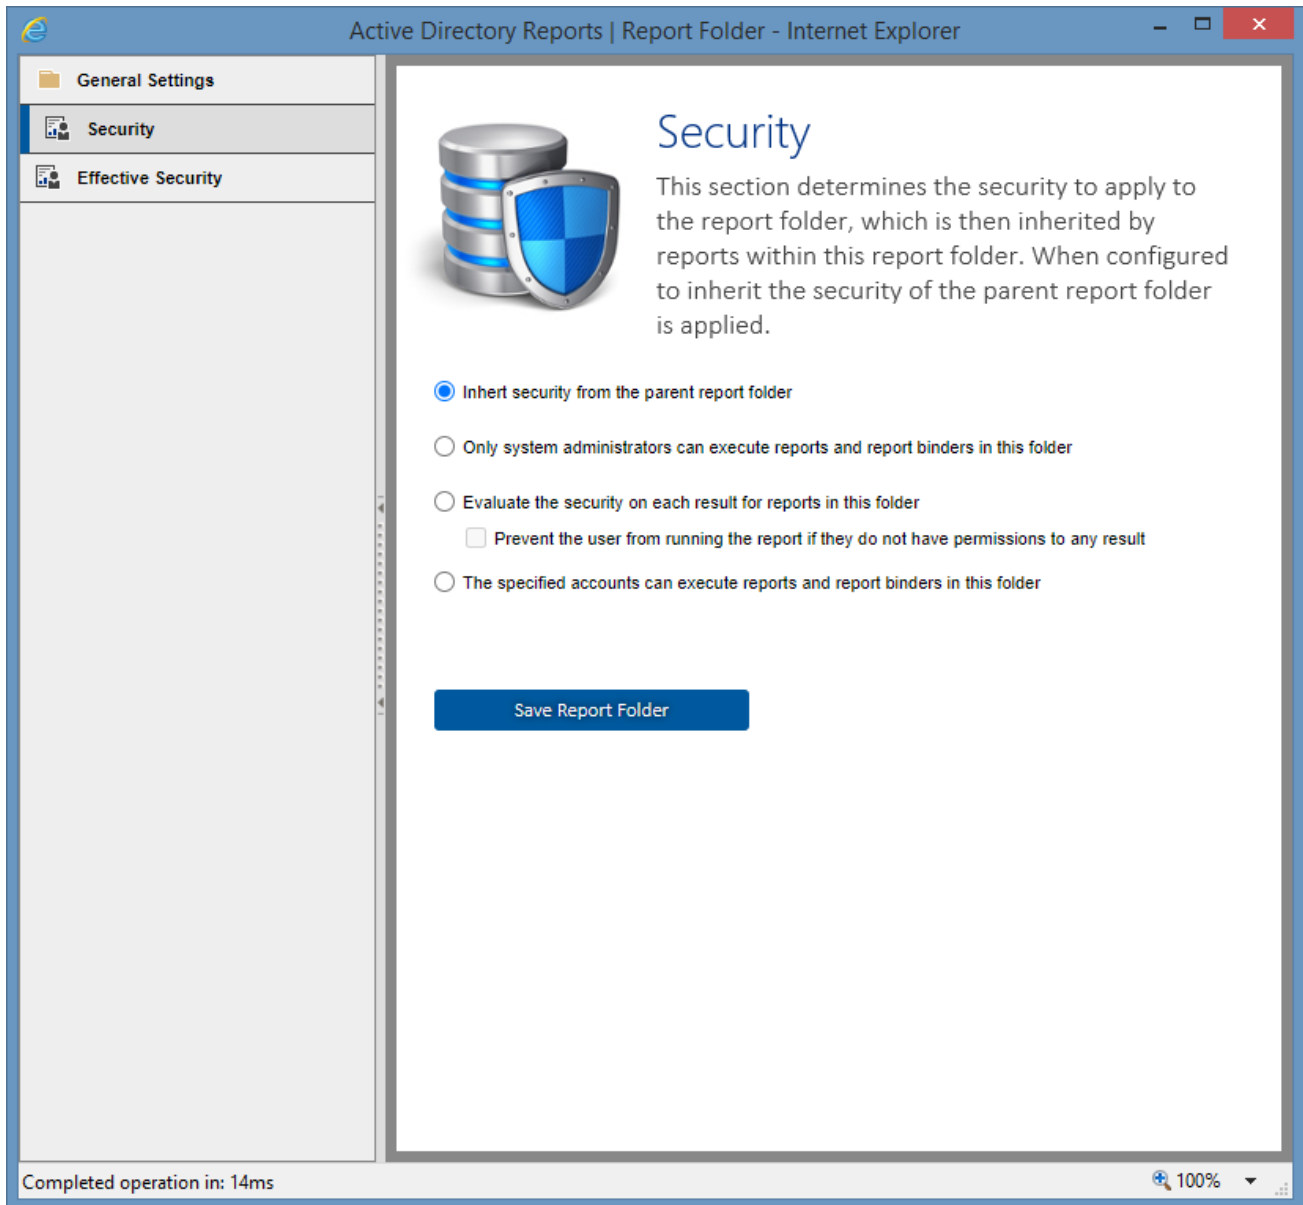 Active Directory Reports | Report Folder - Internet Explorer
General Settings
Security
Effective Security
Security
This section determines the security to apply to
the report folder, which is then inherited by
reports within this report folder. When configured
to inherit the security of the parent report folder
is applied.
Inhert security from the parent report folder
Only system administrators can execute reports and report binders in this folder
Evaluate the security on each result for reports in this folder
Prevent the user from running the report if they do not have permissions to any result
The specified accounts can execute reports and report binders in this folder
Save Report Folder
Completed operation in: 14ms
100%